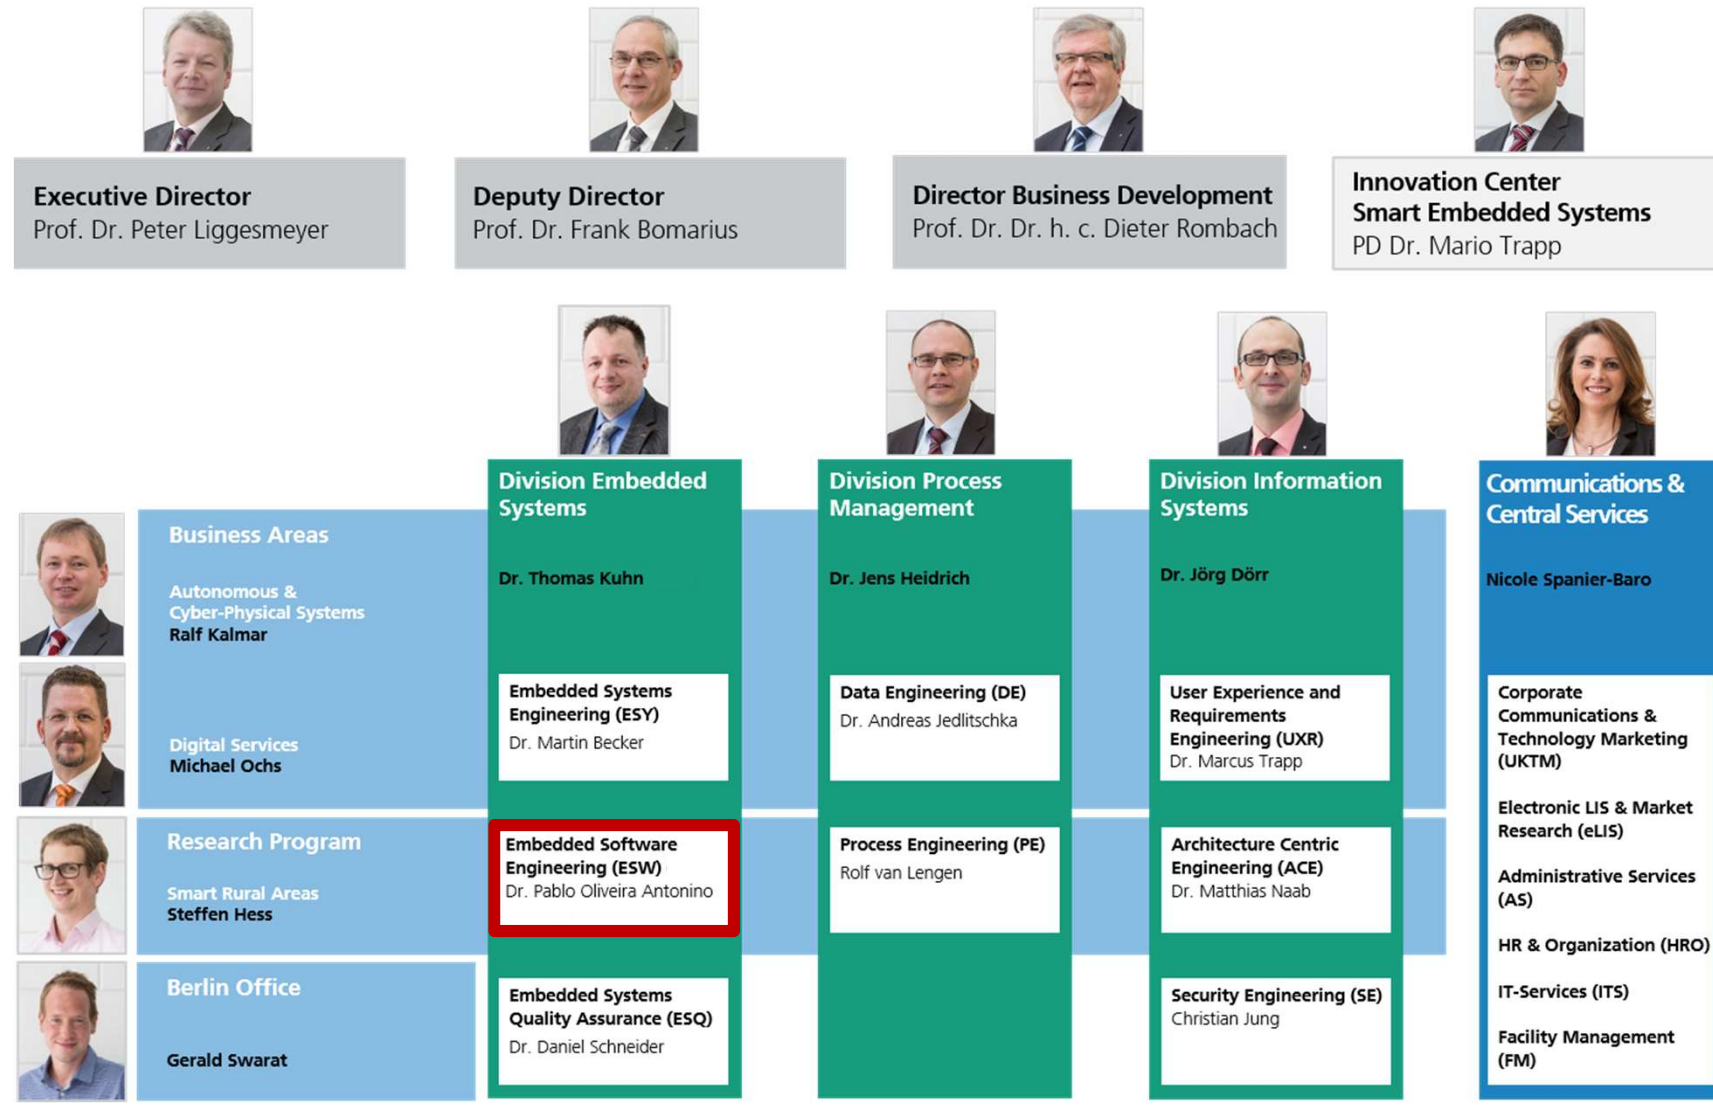 Executive Director
Prof. Dr. Peter Liggesmeyer
Deputy Director
Prof. Dr. Frank Bomarius
Director Business Development
Prof. Dr. Dr. h. c. Dieter Rombach
Innovation Center
Smart Embedded Systems
PD Dr. Mario Trapp
Business Areas
Autonomous &
Cyber-Physical Systems
Ralf Kalmar
Digital Services
Michael Ochs
Research Program
Smart Rural Areas
Steffen Hess
Berlin Office
Gerald Swarat
Division Embedded
Systems
Dr. Thomas Kuhn
Embedded Systems
Engineering (ESY)
Dr. Martin Becker
Embedded Software
Engineering (ESW)
Dr. Pablo Oliveira Antonino
Embedded Systems
Quality Assurance (ESQ)
Dr. Daniel Schneider
Division Process
Management
Dr. Jens Heidrich
Data Engineering (DE)
Dr. Andreas Jedlitschka
Process Engineering (PE)
Rolf van Lengen
Division Information
Systems
Dr. Jörg Dörr
User Experience and
Requirements
Engineering (UXR)
Dr. Marcus Trapp
Architecture Centric
Engineering (ACE)
Dr. Matthias Naab
Security Engineering (SE)
Christian Jung
Communications &
Central Services
Nicole Spanier-Baro
Corporate
Communications &
Technology Marketing
(UKTM)
Electronic LIS & Market
Research (eLIS)
Administrative Services
(AS)
HR & Organization (HRO)
IT-Services (ITS)
Facility Management
(FM)